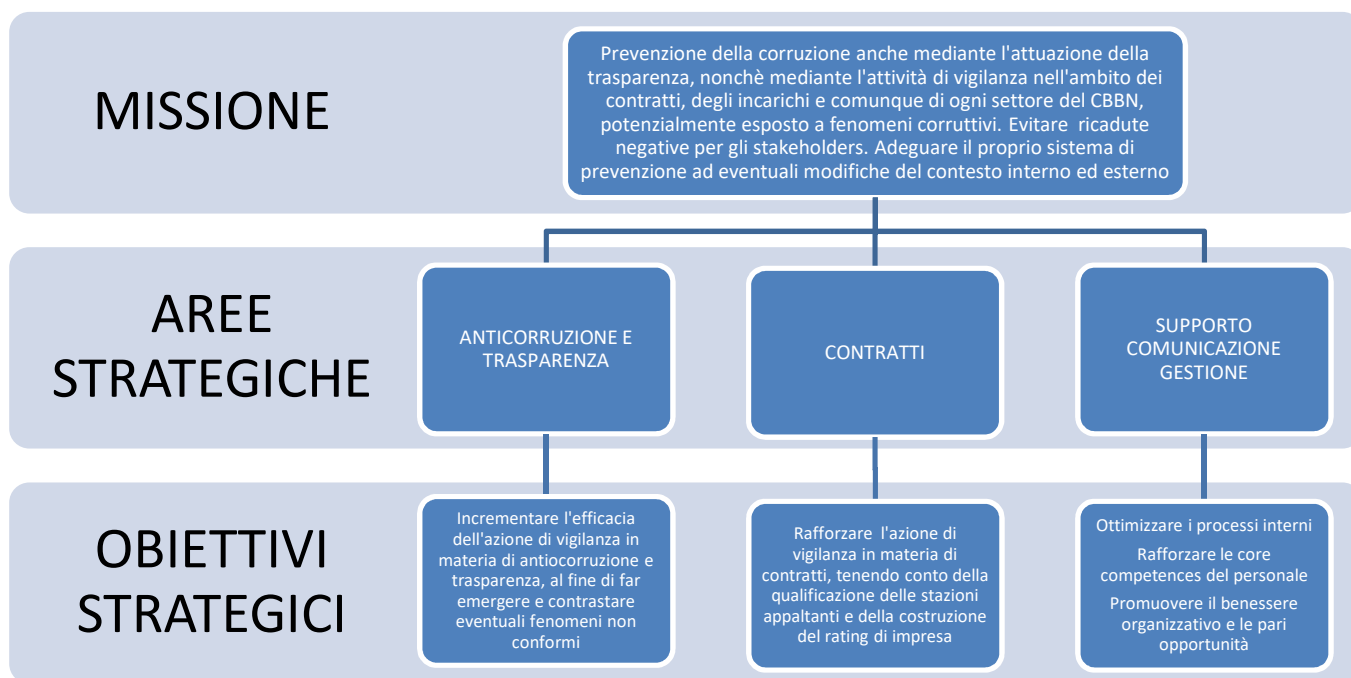 MISSIONE
Prevenzione della corruzione anche mediante l'attuazione della
trasparenza, nonchè mediante l'attività di vigilanza nell'ambito dei
contratti, degli incarichi e comunque di ogni settore del CBBN,
potenzialmente esposto a fenomeni corruttivi. Evitare ricadute
negative per gli stakeholders. Adeguare il proprio sistema di
prevenzione ad eventuali modifiche del contesto interno ed esterno
AREE
STRATEGICHE
ANTICORRUZIONE E
TRASPARENZA
CONTRATTI
SUPPORTO
COMUNICAZIONE
GESTIONE
OBIETTIVI
STRATEGICI
Incrementare l'efficacia
dell'azione di vigilanza in
materia di antiocorruzione e
trasparenza, al fine di far
emergere e contrastare
eventuali fenomeni non
conformi
Rafforzare l'azione di
vigilanza in materia di
contratti, tenendo conto della
qualificazione delle stazioni
appaltanti e della costruzione
del rating di impresa
Ottimizzare i processi interni
Rafforzare le core
competences del personale
Promuovere il benessere
organizzativo e le pari
opportunità